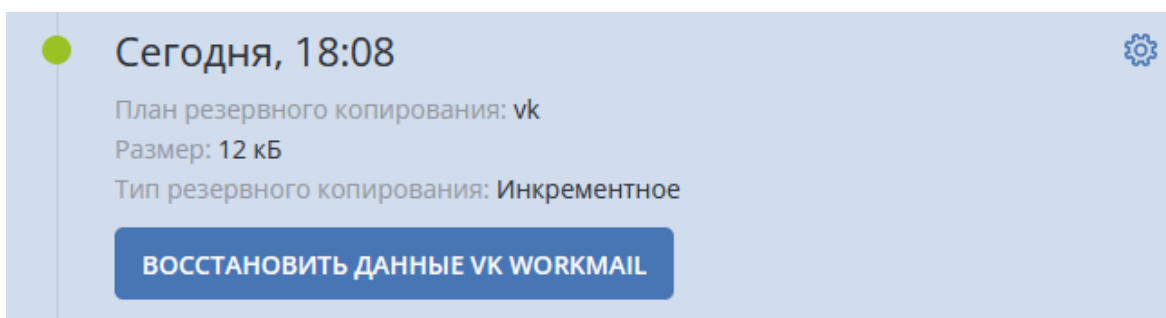 Сегодня, 18:08
План резервного копирования: vk
Размер: 12 кБ
Тип резервного копирования: Инкрементное
ВОССТАНОВИТЬ ДАННЫЕ VK WORKMAIL